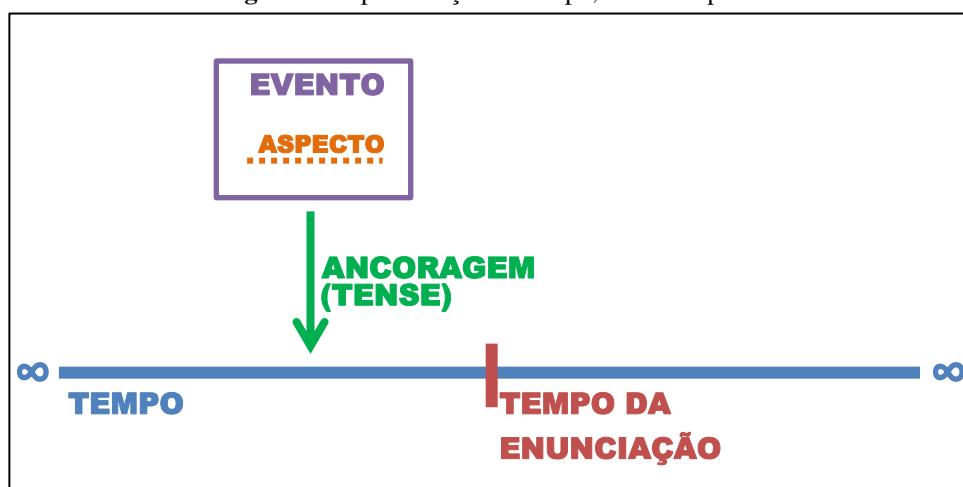 EVENTO
ASPECTO
ANCORAGEM
(TENSE)
∞ ∞
TEMPO
TEMPO DA
ENUNCIAÇÃO